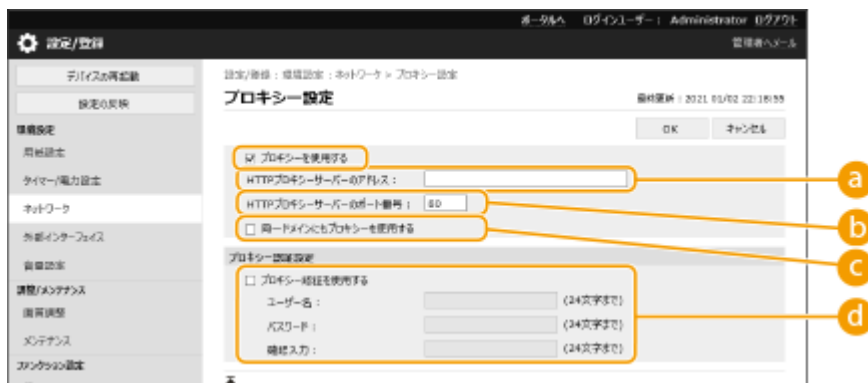 ポータルへ ログインユーザー： Administrator ログアウト
設定/登録
管理者へメール
デバイスの再起動
設定の反映
環境設定
用紙設定
タイマー/電力設定
ネットワーク
外部インターフェイス
音量設定
調整/メンテナンス
画質調整
メンテナンス
ファンクション設定
設定/登録 : 環境設定 : ネットワーク > プロキシー設定
プロキシー設定
最終更新 : 2021 01/02 22:18:55
OK キャンセル
プロキシーを使用する
HTTPプロキシーサーバーのアドレス :
HTTPプロキシーサーバーのポート番号 : 80
同一ドメインにもプロキシーを使用する
プロキシー認証設定
プロキシー認証を使用する
ユーザー名 : (24文字まで)
パスワード : (24文字まで)
確認入力 : (24文字まで)
a
b
c
d